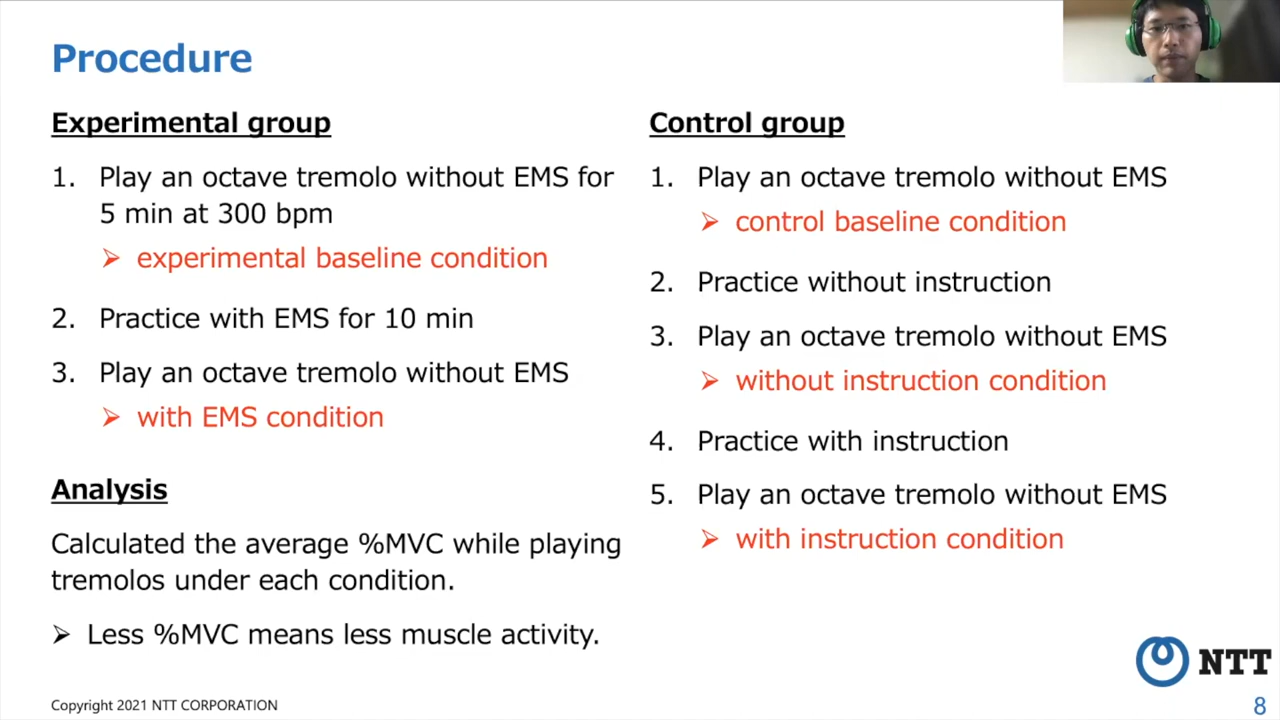 Procedure
Experimental group
1. Play an octave tremolo without EMS for
5 min at 300 bpm
➢ experimental baseline condition
2. Practice with EMS for 10 min
3. Play an octave tremolo without EMS
➢ with EMS condition
Analysis
Calculated the average %MVC while playing
tremolos under each condition.
➢ Less %MVC means less muscle activity.
Control group
1. Play an octave tremolo without EMS
➢ control baseline condition
2. Practice without instruction
3. Play an octave tremolo without EMS
➢ without instruction condition
4. Practice with instruction
5. Play an octave tremolo without EMS
➢ with instruction condition
NTT
Copyright 2021 NTT CORPORATION
8